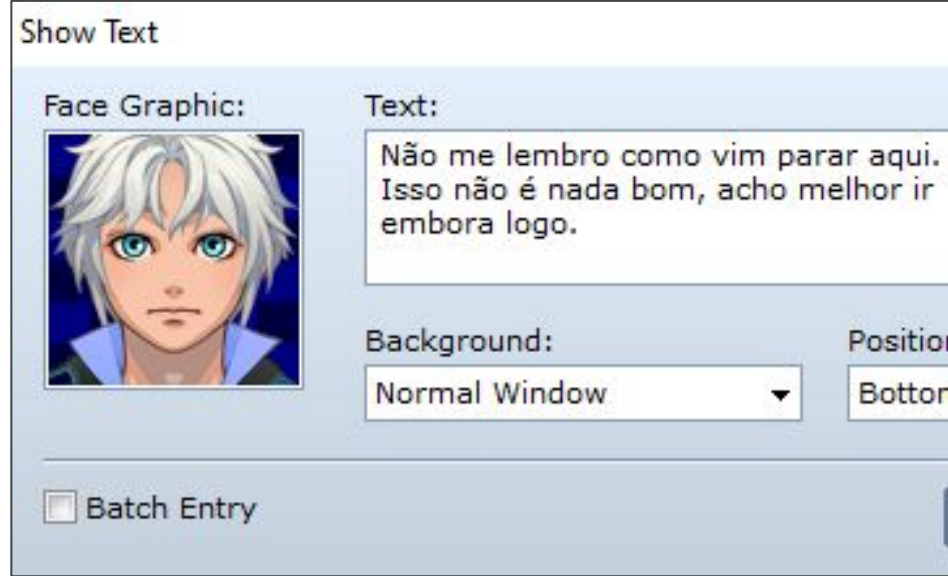 Show Text
Face Graphic:
Text:
Não me lembro como vim parar aqui.
Isso não é nada bom, acho melhor ir
embora logo.
Background:
Normal Window
Batch Entry